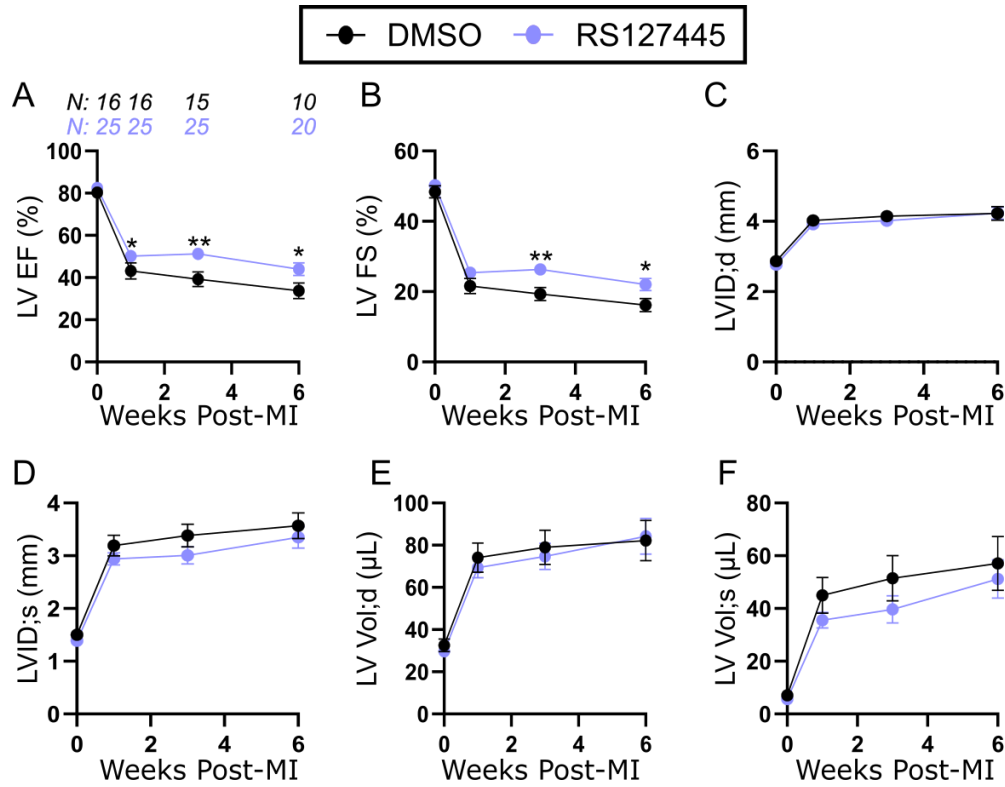 DMSO RS127445
A B C
N: 16 16 15 10
N: 25 25 25 20
LV EF (%)
100
80
60
40
20
0
* ** *
0 2 4 6
Weeks Post-MI
LV FS (%)
60
40
20
0
** *
0 2 4 6
Weeks Post-MI
LVID;d (mm)
6
4
2
0
0 2 4 6
Weeks Post-MI
D E F
LVID;s (mm)
4
3
2
1
0
0 2 4 6
Weeks Post-MI
LV Vol;d (µL)
100
80
60
40
20
0
0 2 4 6
Weeks Post-MI
LV Vol;s (µL)
80
60
40
20
0
0 2 4 6
Weeks Post-MI